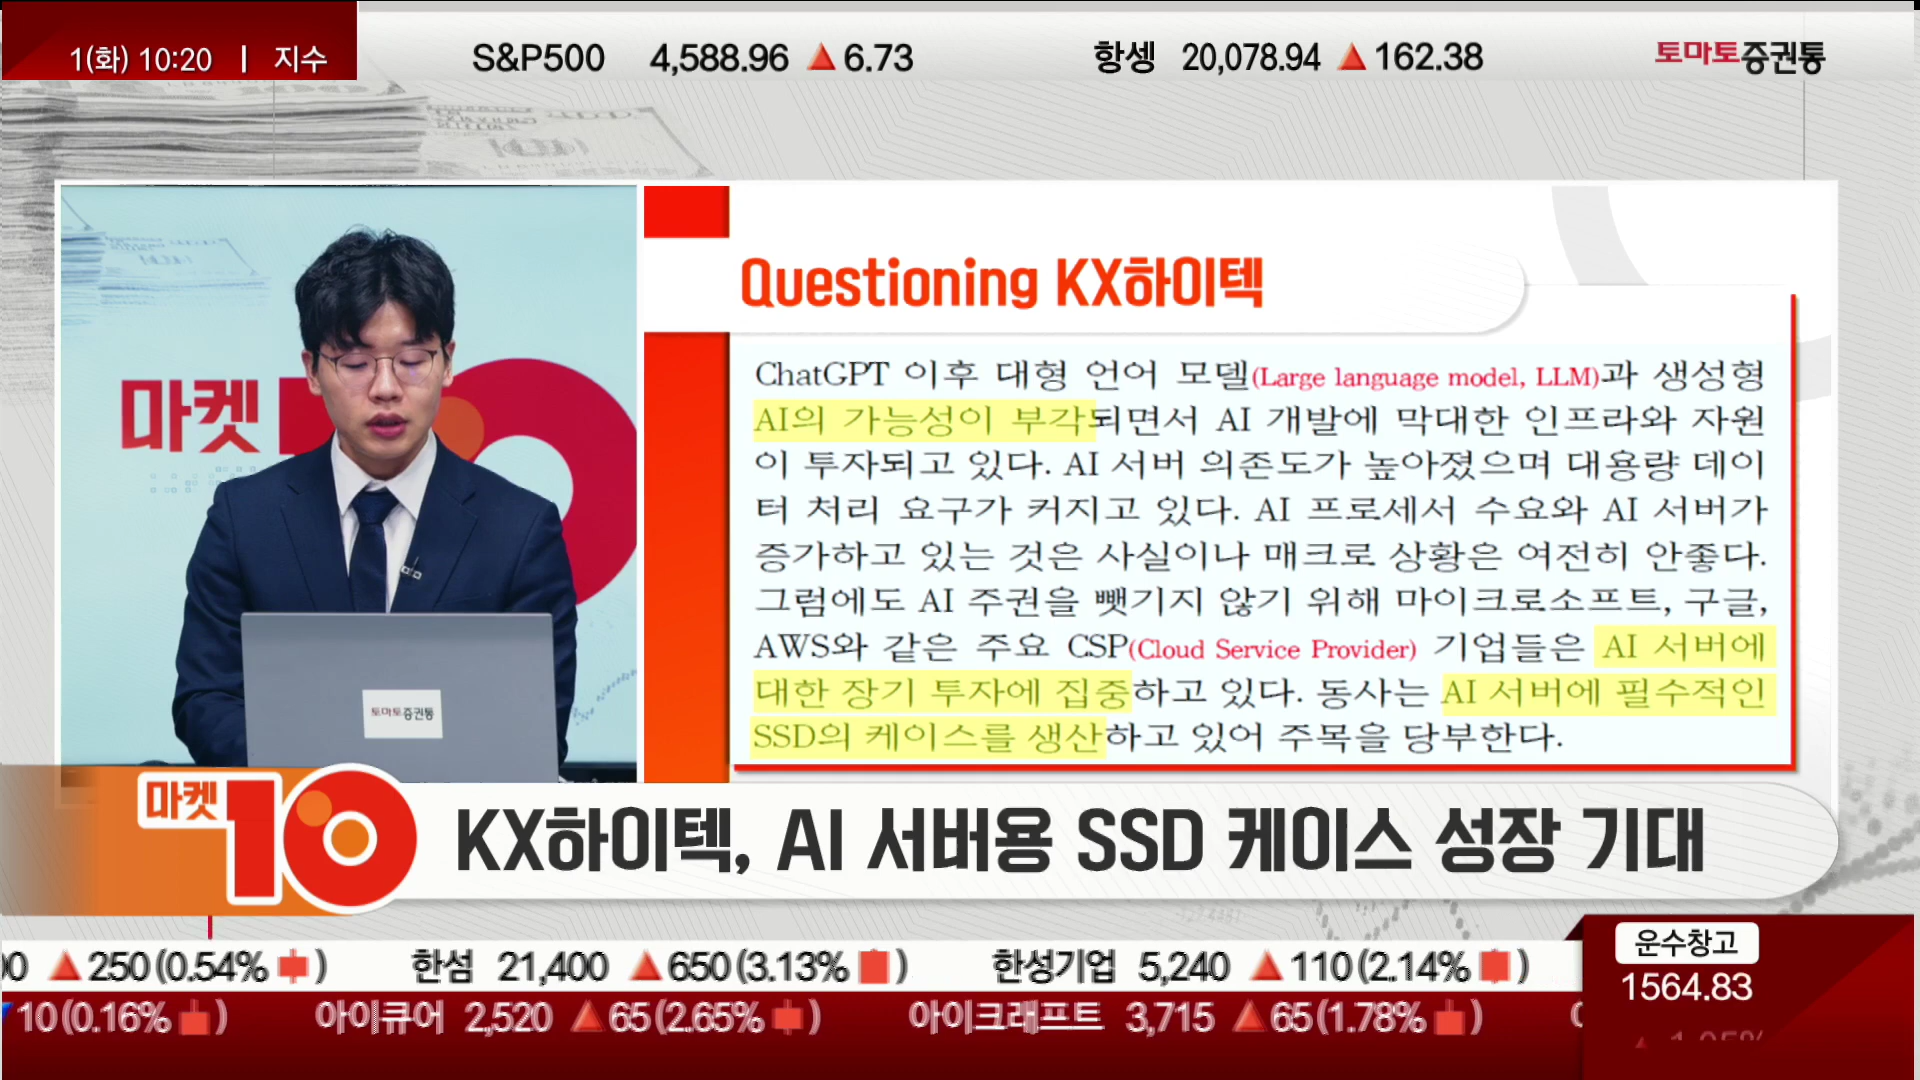 1(화) 10:20 | 지수
S&P500 4,588.96 ▲ 6.73
항셍 20,078.94 ▲ 162.38
토마토증권통
마켓
토마토증권통
Questioning KX하이텍
ChatGPT 이후 대형 언어 모델(Large language model, LLM)과 생성형
AI의 가능성이 부각되면서 AI 개발에 막대한 인프라와 자원
이 투자되고 있다. AI 서버 의존도가 높아졌으며 대용량 데이
터 처리 요구가 커지고 있다. AI 프로세서 수요와 AI 서버가
증가하고 있는 것은 사실이나 매크로 상황은 여전히 안좋다.
그럼에도 AI 주권을 뺏기지 않기 위해 마이크로소프트, 구글,
AWS와 같은 주요 CSP(Cloud Service Provider) 기업들은 AI 서버에
대한 장기 투자에 집중하고 있다. 동사는 AI 서버에 필수적인
SSD의 케이스를 생산하고 있어 주목을 당부한다.
마켓10
KX하이텍, AI 서버용 SSD 케이스 성장 기대
▲ 250(0.54% ) 한섬 21,400 ▲ 650(3.13% ) 한성기업 5,240 ▲ 110(2.14% )
10(0.16% ) 아이큐어 2,520 ▲ 65(2.65% ) 아이크래프트 3,715 ▲ 65(1.78% )
운수창고
1564.83